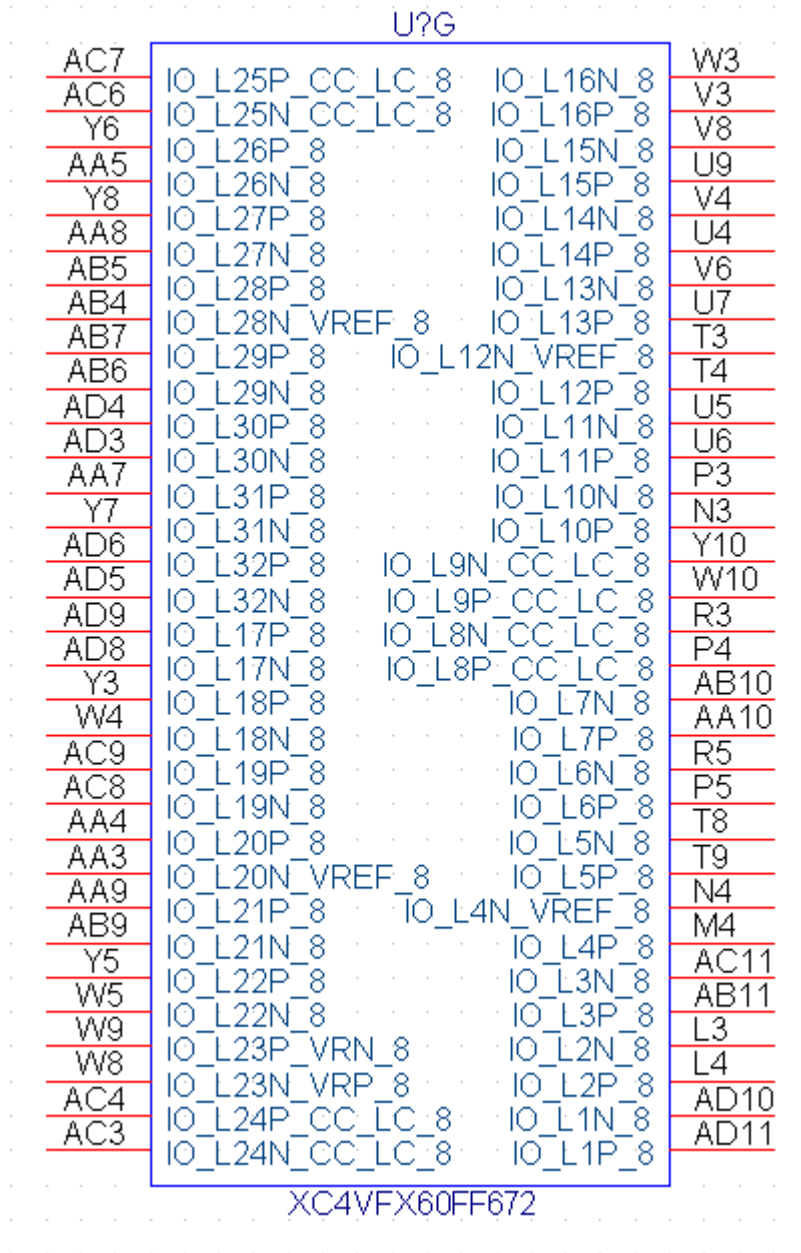 U?G
AC7 IO_L25P_CC_LC_8 IO_L16N_8 W3
AC6 IO_L25N_CC_LC_8 IO_L16P_8 V3
Y6 IO_L26P_8 IO_L15N_8 V8
AA5 IO_L26N_8 IO_L15P_8 U9
Y8 IO_L27P_8 IO_L14N_8 V4
AA8 IO_L27N_8 IO_L14P_8 U4
AB5 IO_L28P_8 IO_L13N_8 V6
AB4 IO_L28N_VREF_8 IO_L13P_8 U7
AB7 IO_L29P_8 IO_L12N_VREF_8 T3
AB6 IO_L29N_8 IO_L12P_8 T4
AD4 IO_L30P_8 IO_L11N_8 U5
AD3 IO_L30N_8 IO_L11P_8 U6
AA7 IO_L31P_8 IO_L10N_8 P3
Y7 IO_L31N_8 IO_L10P_8 N3
AD6 IO_L32P_8 IO_L9N_CC_LC_8 Y10
AD5 IO_L32N_8 IO_L9P_CC_LC_8 W10
AD9 IO_L17P_8 IO_L8N_CC_LC_8 R3
AD8 IO_L17N_8 IO_L8P_CC_LC_8 P4
Y3 IO_L18P_8 IO_L7N_8 AB10
W4 IO_L18N_8 IO_L7P_8 AA10
AC9 IO_L19P_8 IO_L6N_8 R5
AC8 IO_L19N_8 IO_L6P_8 P5
AA4 IO_L20P_8 IO_L5N_8 T8
AA3 IO_L20N_VREF_8 IO_L5P_8 T9
AA9 IO_L21P_8 IO_L4N_VREF_8 N4
AB9 IO_L21N_8 IO_L4P_8 M4
Y5 IO_L22P_8 IO_L3N_8 AC11
W5 IO_L22N_8 IO_L3P_8 AB11
W9 IO_L23P_VRN_8 IO_L2N_8 L3
W8 IO_L23N_VRP_8 IO_L2P_8 L4
AC4 IO_L24P_CC_LC_8 IO_L1N_8 AD10
AC3 IO_L24N_CC_LC_8 IO_L1P_8 AD11
XC4VFX60FF672